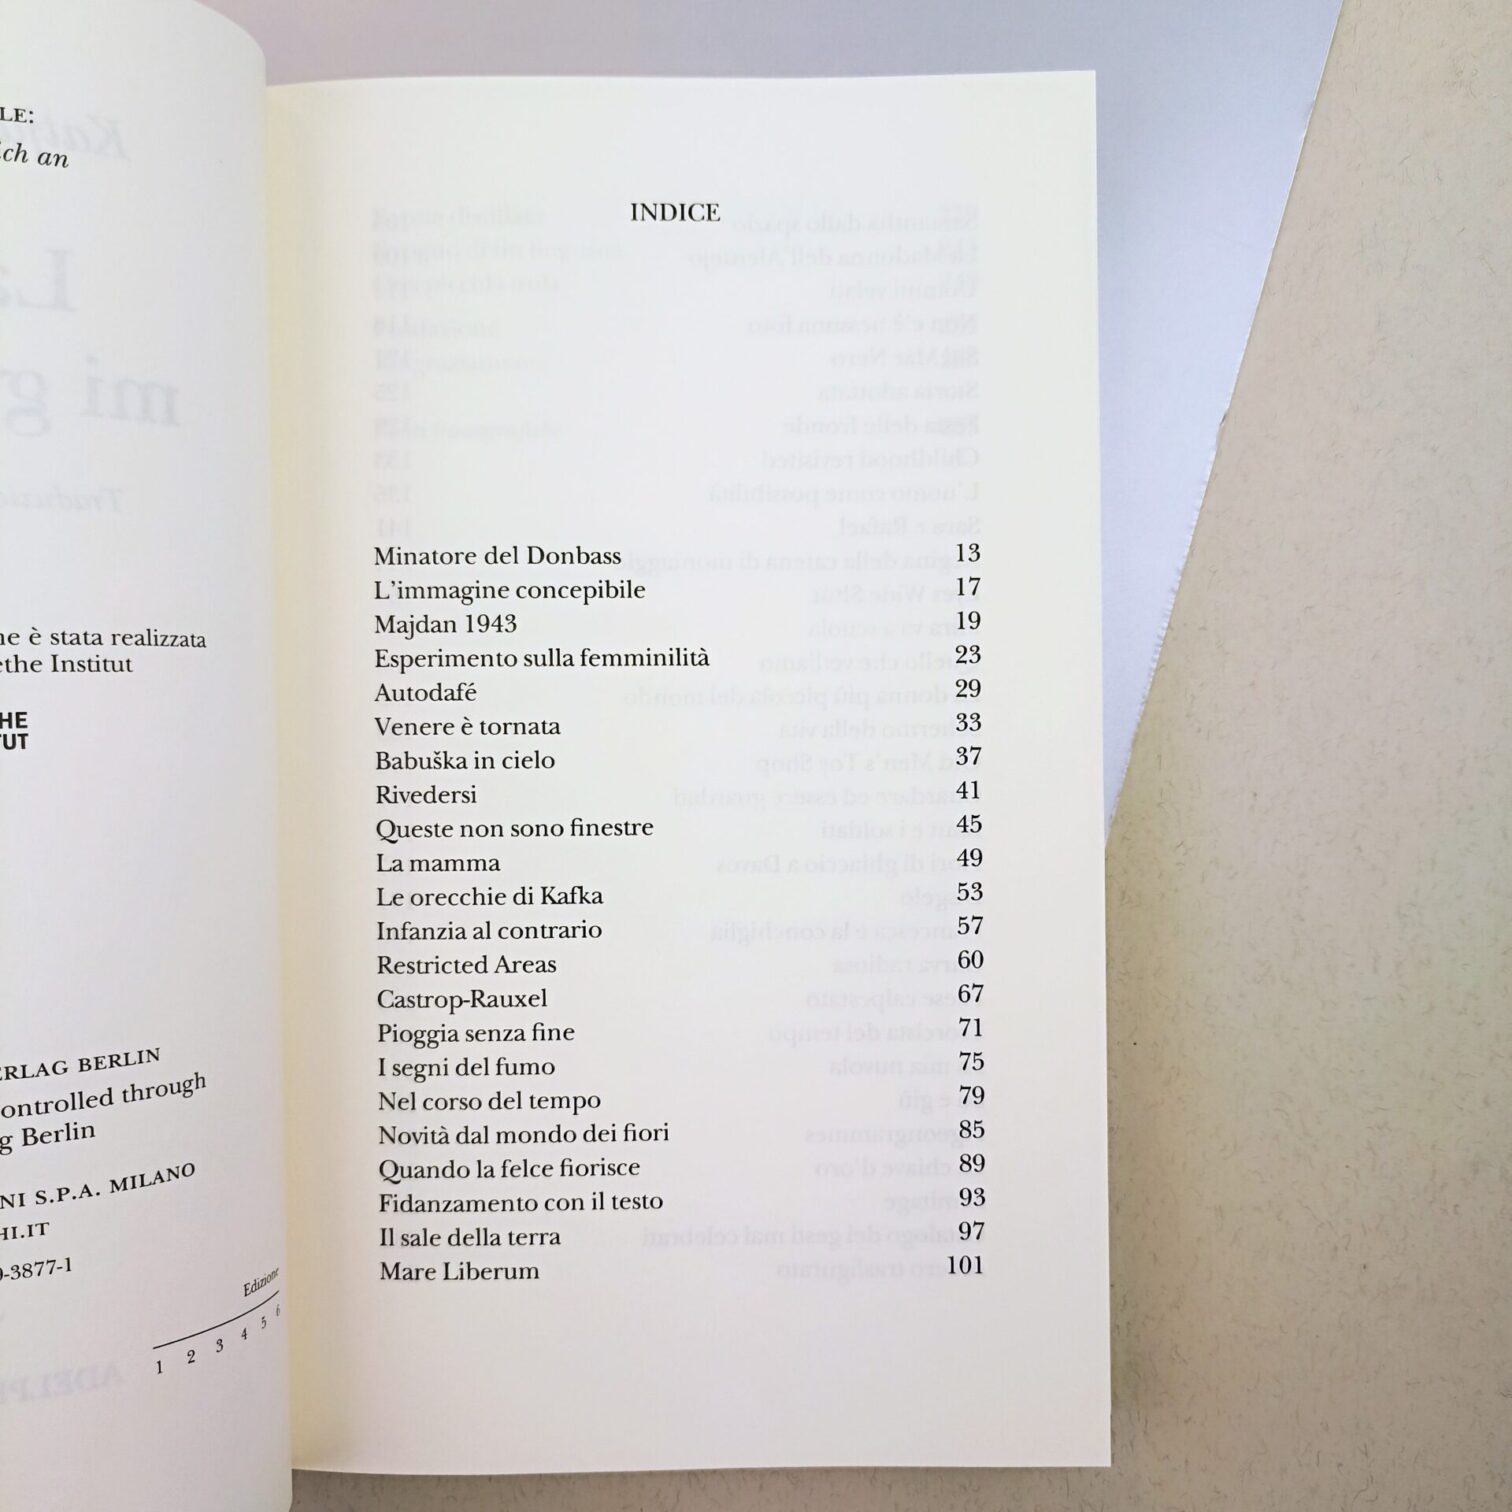 LE:
ich an
ne è stata realizzata
ethe Institut
HE
TUT
ERLAG BERLIN
ontrolled through
g Berlin
NI S.P.A. MILANO
HI.IT
9-3877-1
Edizione
1 2 3 4 5 6
INDICE
Minatore del Donbass 13
L'immagine concepibile 17
Majdan 1943 19
Esperimento sulla femminilità 23
Autodafé 29
Venere è tornata 33
Babuška in cielo 37
Rivedersi 41
Queste non sono finestre 45
La mamma 49
Le orecchie di Kafka 53
Infanzia al contrario 57
Restricted Areas 60
Castrop-Rauxel 67
Pioggia senza fine 71
I segni del fumo 75
Nel corso del tempo 79
Novità dal mondo dei fiori 85
Quando la felce fiorisce 89
Fidanzamento con il testo 93
Il sale della terra 97
Mare Liberum 101